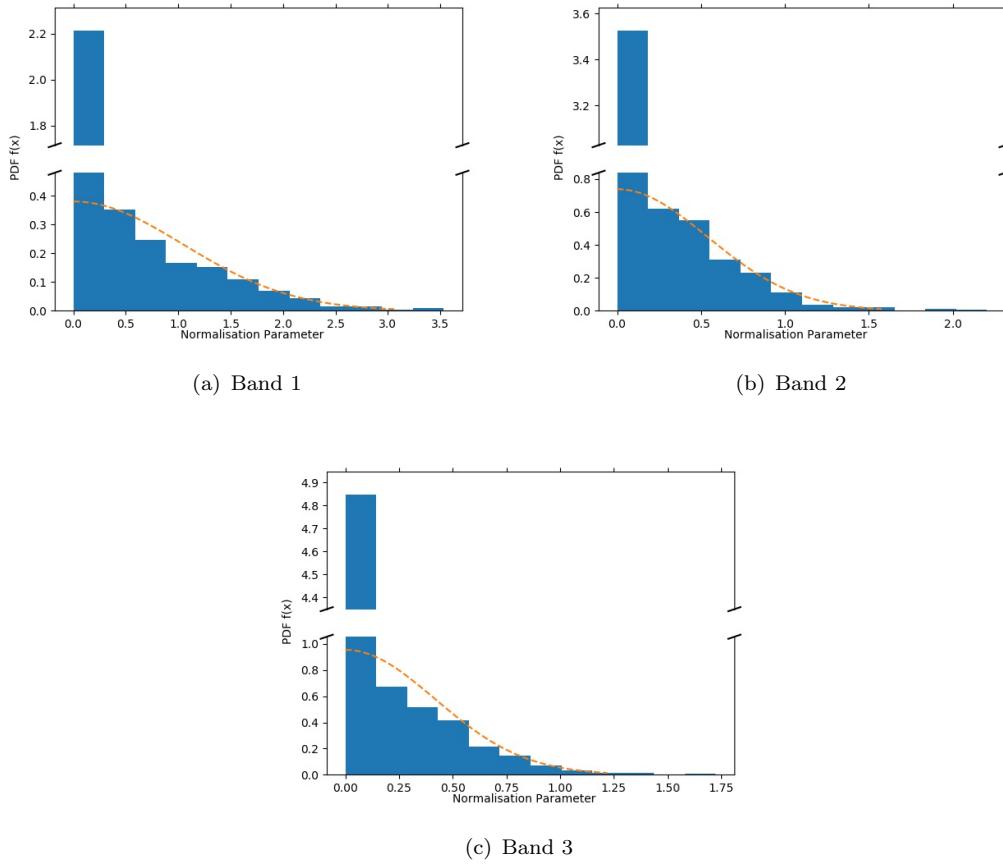 2.2
2.0
1.8
0.4
0.3
0.2
0.1
0.0
PDF f(x)
0.0 0.5 1.0 1.5 2.0 2.5 3.0 3.5
Normalisation Parameter
(a) Band 1
3.6
3.4
3.2
0.8
0.6
0.4
0.2
0.0
PDF f(x)
0.0 0.5 1.0 1.5 2.0
Normalisation Parameter
(b) Band 2
4.9
4.8
4.7
4.6
4.5
4.4
1.0
0.8
0.6
0.4
0.2
0.0
PDF f(x)
0.00 0.25 0.50 0.75 1.00 1.25 1.50 1.75
Normalisation Parameter
(c) Band 3